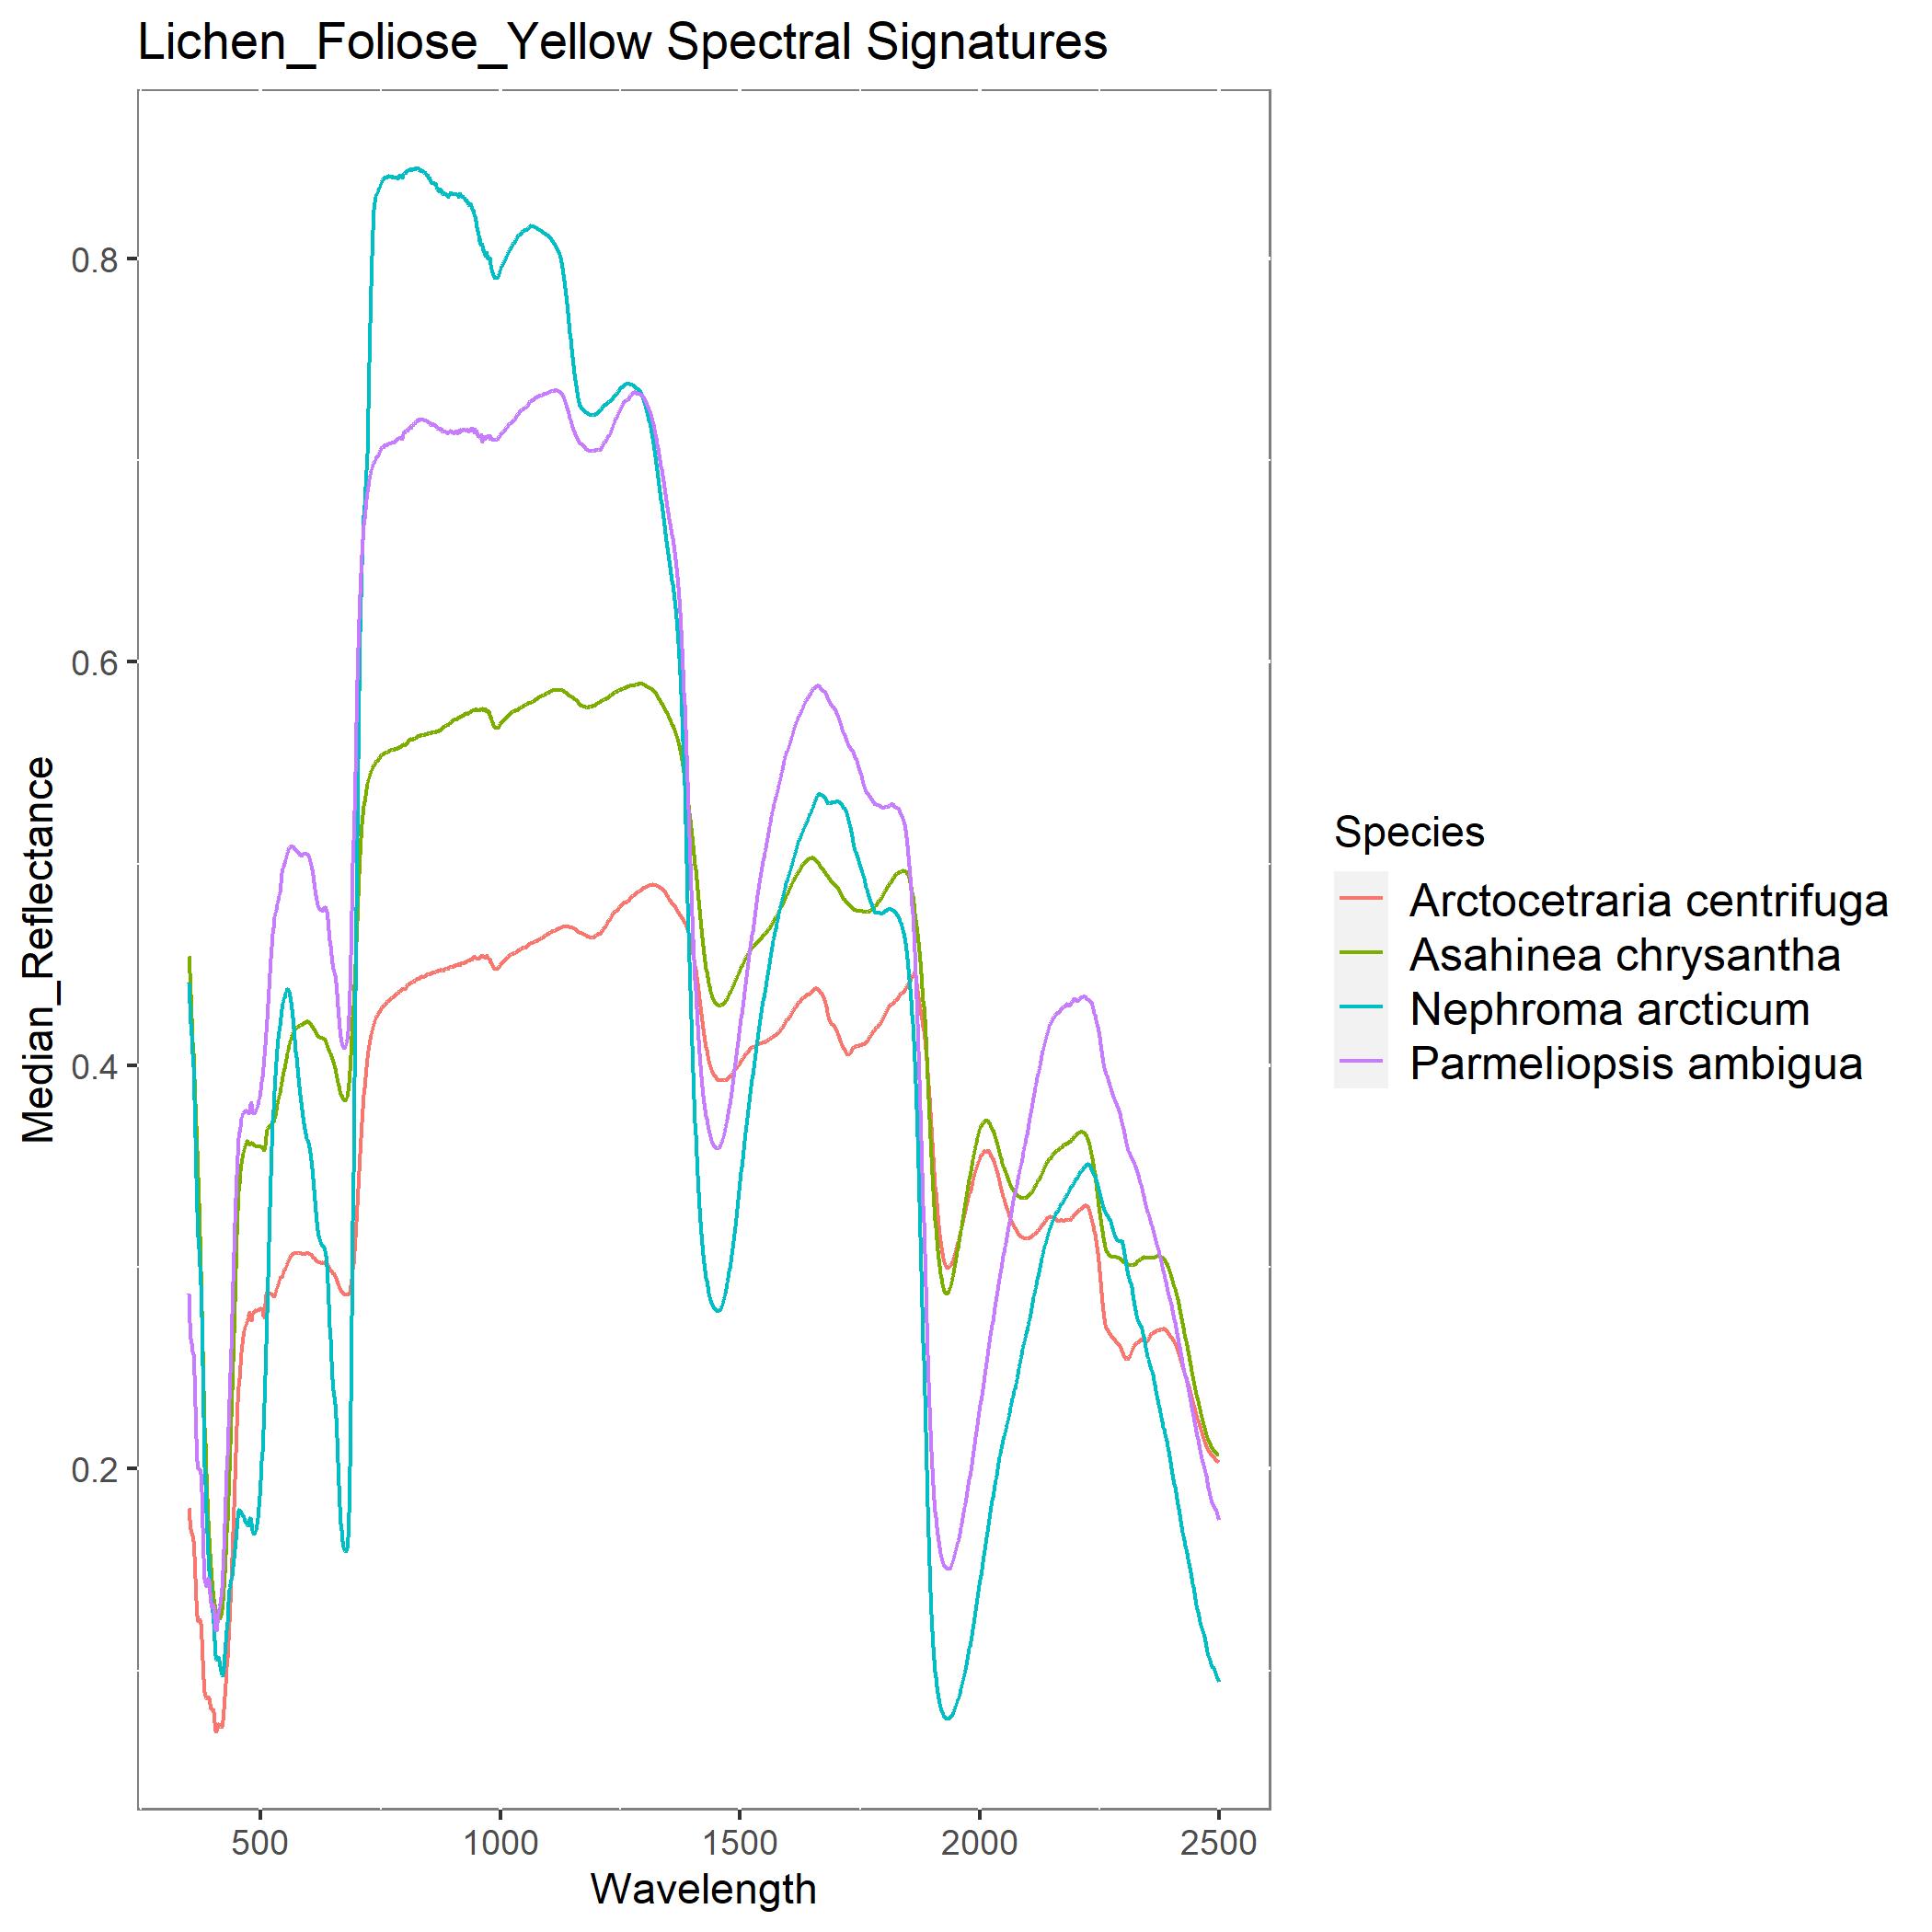 Lichen_Foliose_Yellow Spectral Signatures
0.8
0.6
0.4
0.2
Median_Reflectance
500 1000 1500 2000 2500
Wavelength
Species
Arctocetraria centrifuga
Asahinea chrysantha
Nephroma arcticum
Parmeliopsis ambigua